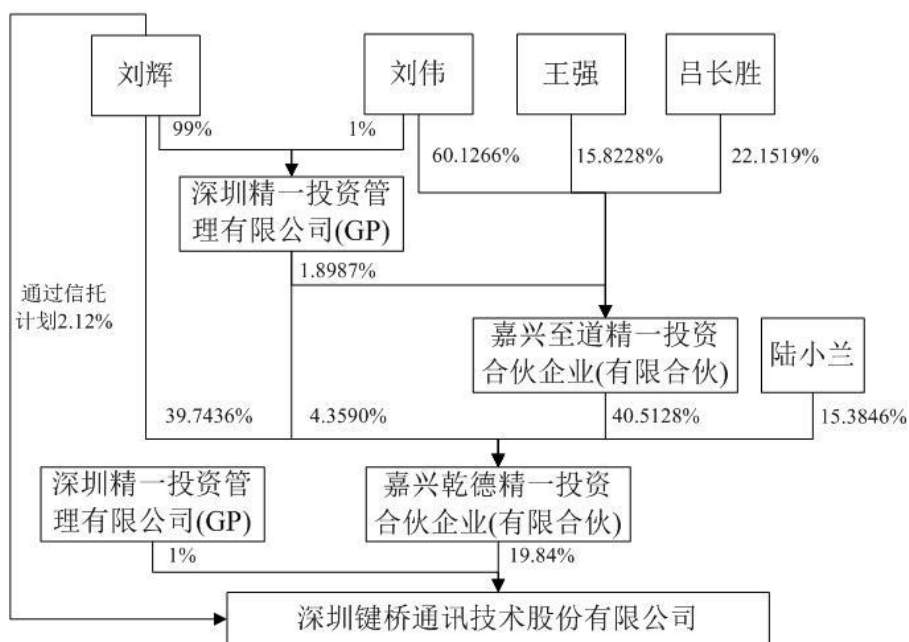 刘辉
刘伟
王强
吕长胜
99%
1%
60.1266%
15.8228%
22.1519%
深圳精一投资管
理有限公司(GP)
1.8987%
通过信托
计划2.12%
嘉兴至道精一投资
合伙企业(有限合伙)
陆小兰
39.7436%
4.3590%
40.5128%
15.3846%
深圳精一投资管
理有限公司(GP)
嘉兴乾德精一投资
合伙企业(有限合伙)
1%
19.84%
深圳键桥通讯技术股份有限公司